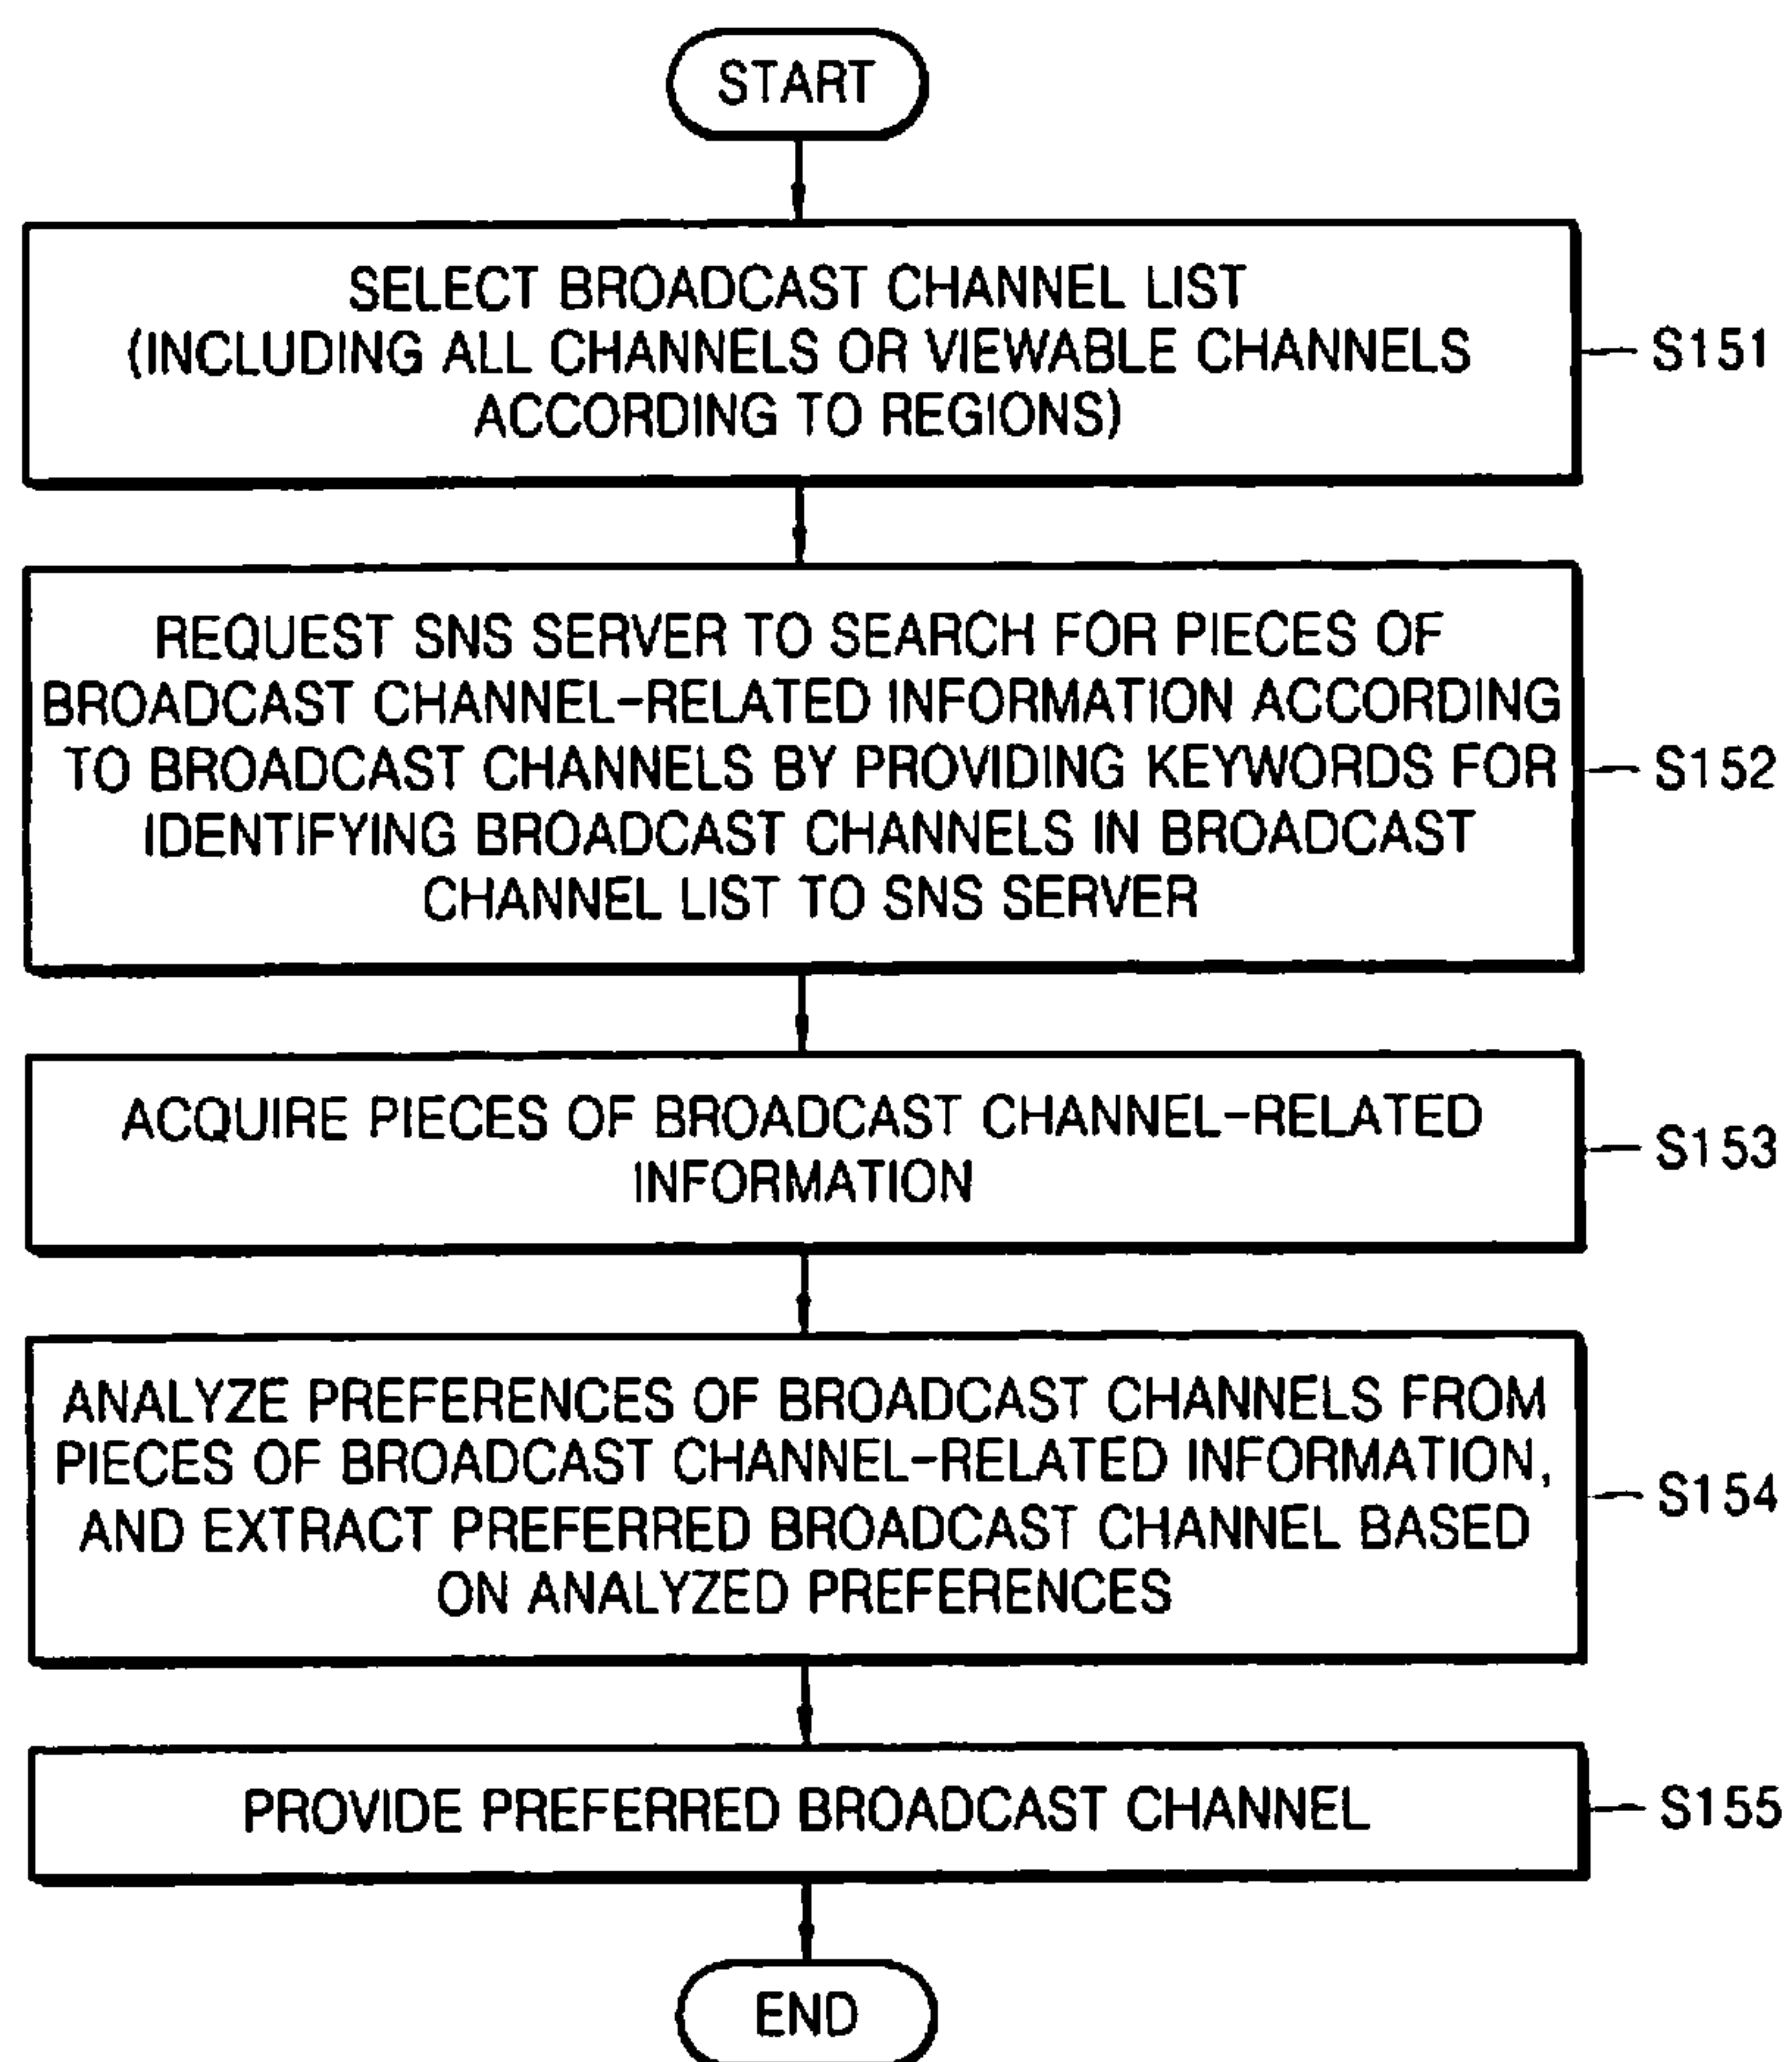 START
SELECT BROADCAST CHANNEL LIST
(INCLUDING ALL CHANNELS OR VIEWABLE CHANNELS
ACCORDING TO REGIONS)
S151
REQUEST SNS SERVER TO SEARCH FOR PIECES OF
BROADCAST CHANNEL-RELATED INFORMATION ACCORDING
TO BROADCAST CHANNELS BY PROVIDING KEYWORDS FOR
IDENTIFYING BROADCAST CHANNELS IN BROADCAST
CHANNEL LIST TO SNS SERVER
S152
ACQUIRE PIECES OF BROADCAST CHANNEL-RELATED
INFORMATION
S153
ANALYZE PREFERENCES OF BROADCAST CHANNELS FROM
PIECES OF BROADCAST CHANNEL-RELATED INFORMATION,
AND EXTRACT PREFERRED BROADCAST CHANNEL BASED
ON ANALYZED PREFERENCES
S154
PROVIDE PREFERRED BROADCAST CHANNEL
S155
END